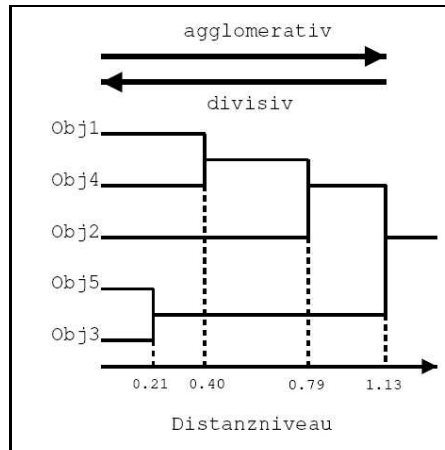 agglomerativ
divisiv
Obj1
Obj4
Obj2
Obj5
Obj3
0.21 0.40 0.79 1.13
Distanzniveau